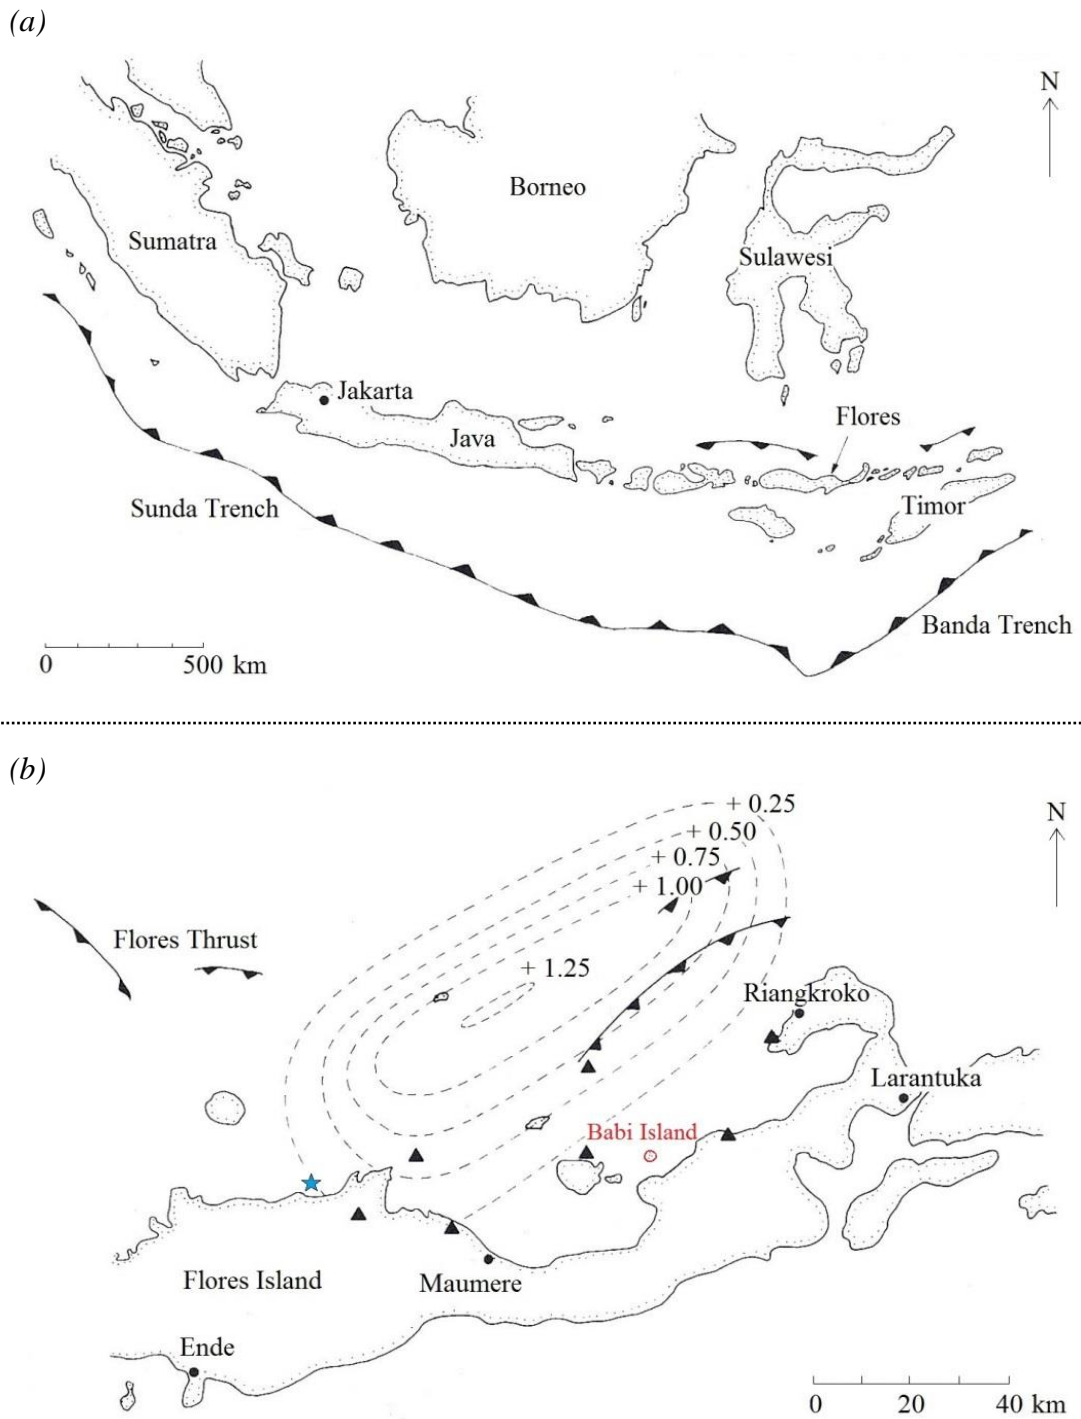 (a)
N
Borneo
Sumatra
Sulawesi
Jakarta
Flores
Java
Timor
Sunda Trench
Banda Trench
0 500 km
(b)
+ 0.25
N
+ 0.50
+ 0.75
+ 1.00
Flores Thrust
+ 1.25
Riangkroko
Larantuka
Babi Island
Flores Island
Maumere
Ende
0 20 40 km